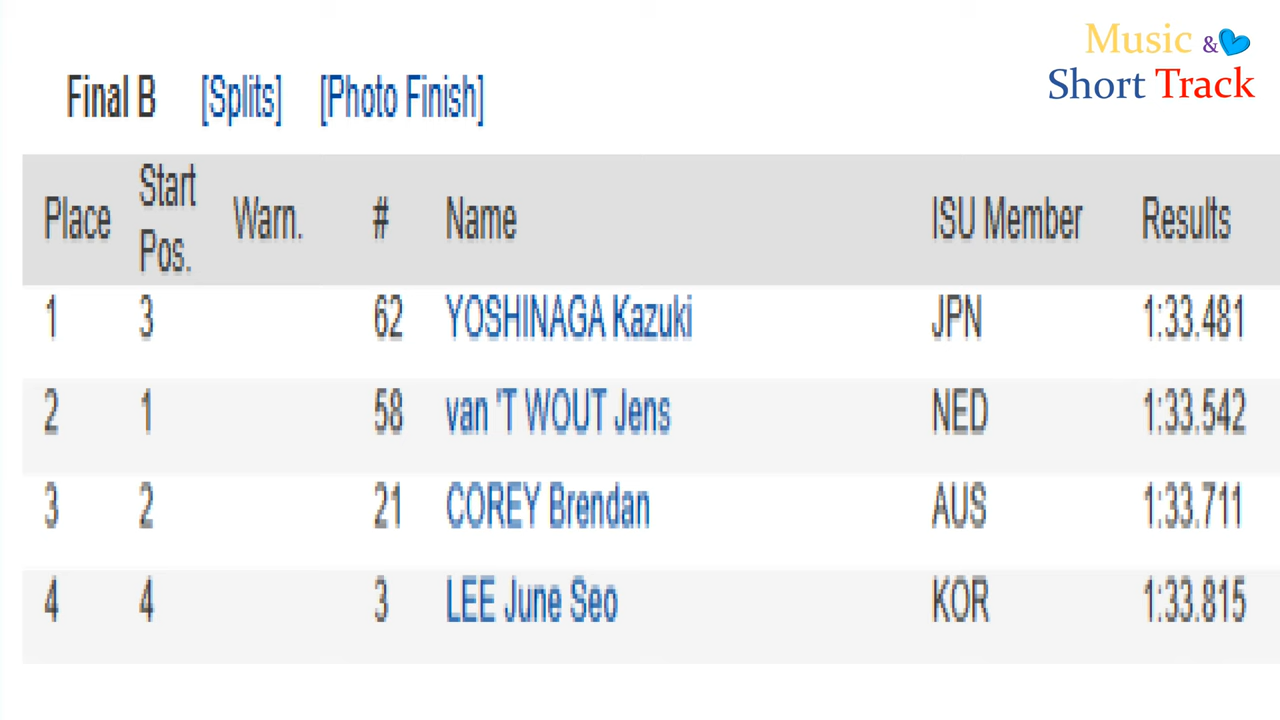 Music &
Short Track
Final B [Splits] [Photo Finish]
Place Start Pos. Warn. # Name ISU Member Results
1 3 62 YOSHINAGA Kazuki JPN 1:33.481
2 1 58 van 'T WOUT Jens NED 1:33.542
3 2 21 COREY Brendan AUS 1:33.711
4 4 3 LEE June Seo KOR 1:33.815